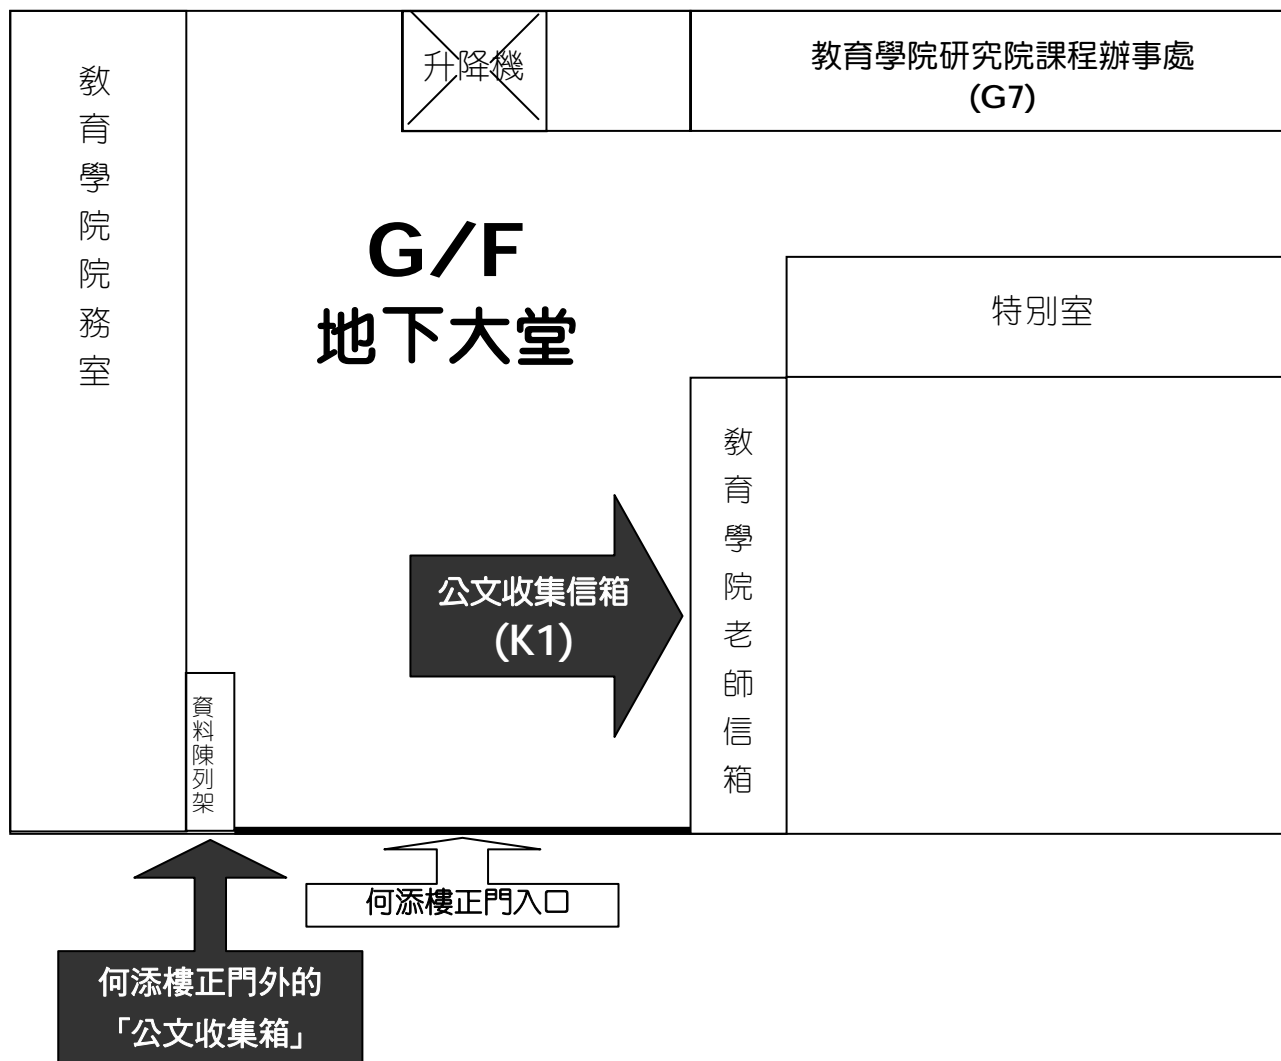 升降機
教育學院研究院課程辦事處
(G7)
教育學院院務室
G/F
地下大堂
特別室
教育學院老師信箱
公文收集信箱
(K1)
資料陳列架
何添樓正門入口
何添樓正門外的
「公文收集箱」